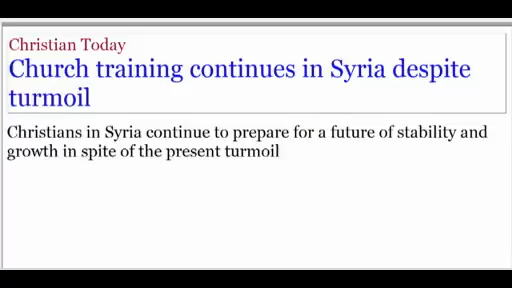 Christian Today
Church training continues in Syria despite
turmoil
Christians in Syria continue to prepare for a future of stability and
growth in spite of the present turmoil